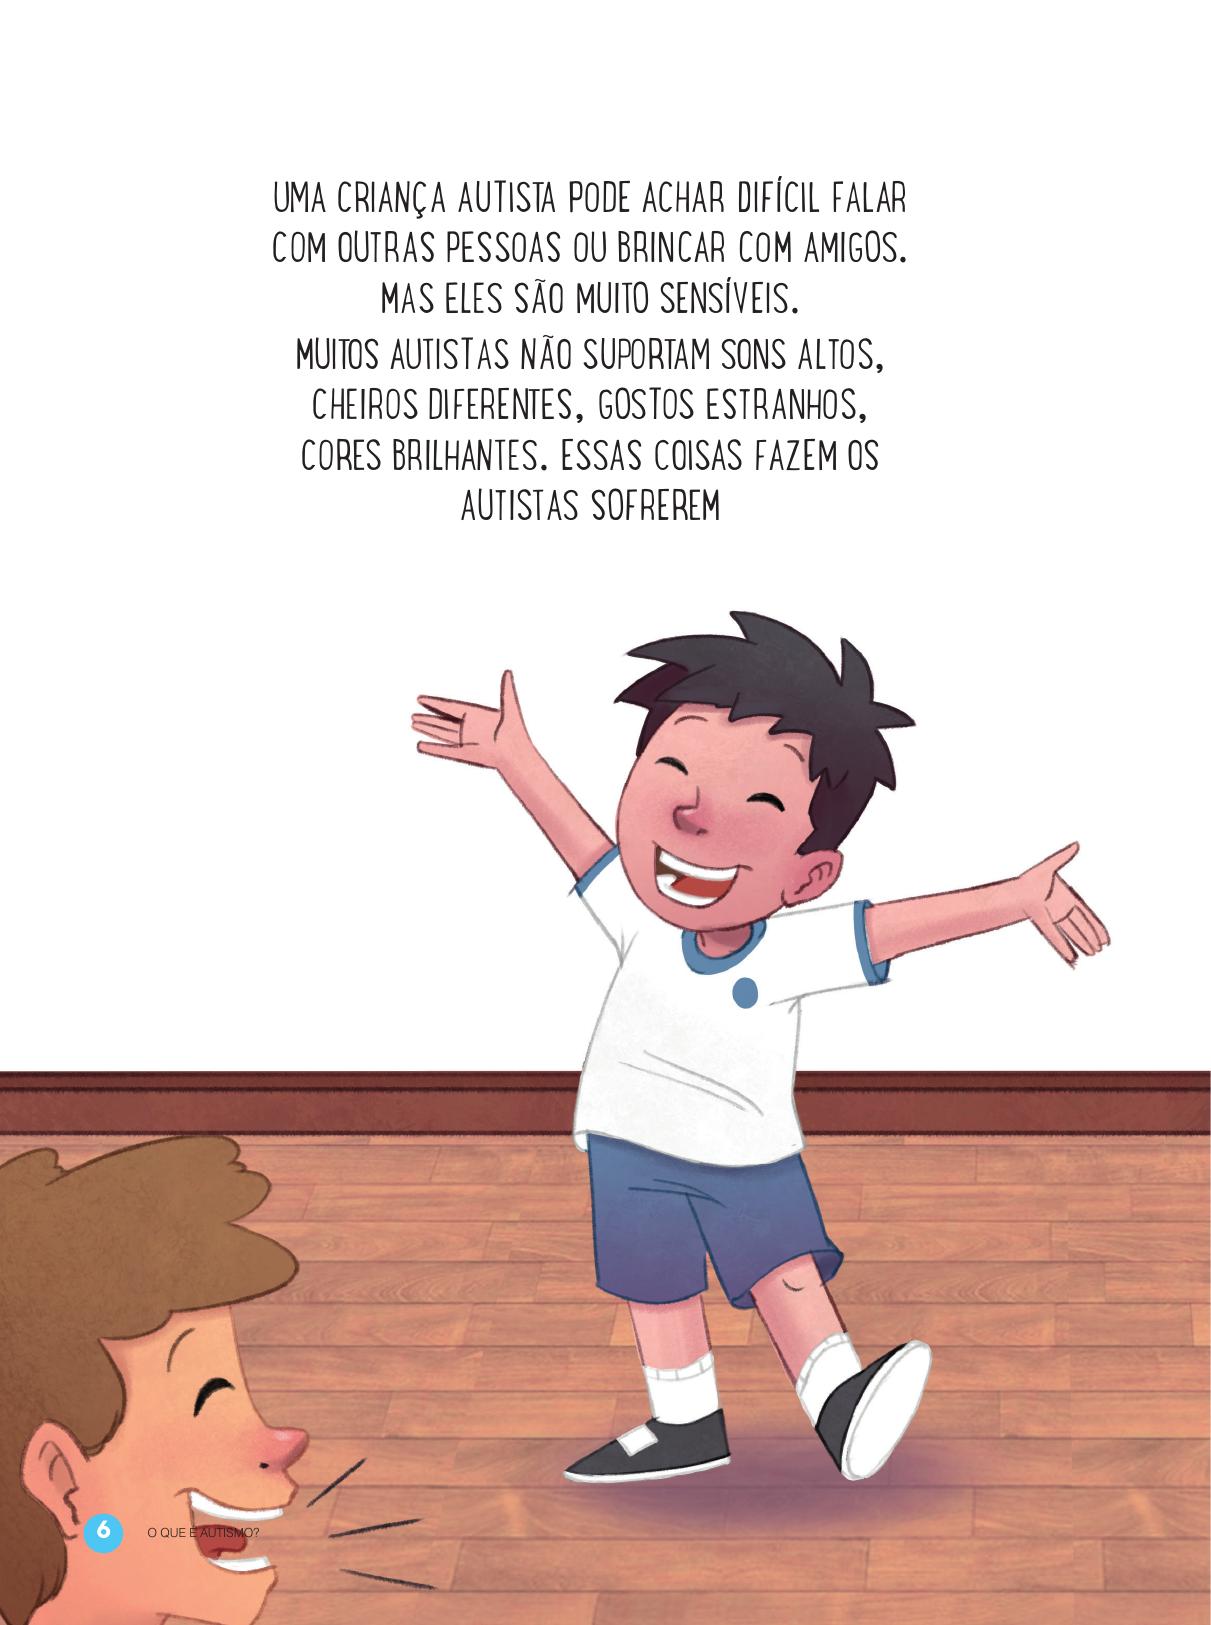 UMA CRIANÇA AUTISTA PODE ACHAR DIFÍCIL FALAR
COM OUTRAS PESSOAS OU BRINCAR COM AMIGOS.
MAS ELES SÃO MUITO SENSÍVEIS.
MUITOS AUTISTAS NÃO SUPORTAM SONS ALTOS,
CHEIROS DIFERENTES, GOSTOS ESTRANHOS,
CORES BRILHANTES. ESSAS COISAS FAZEM OS
AUTISTAS SOFREREM
6 O QUE É AUTISMO?